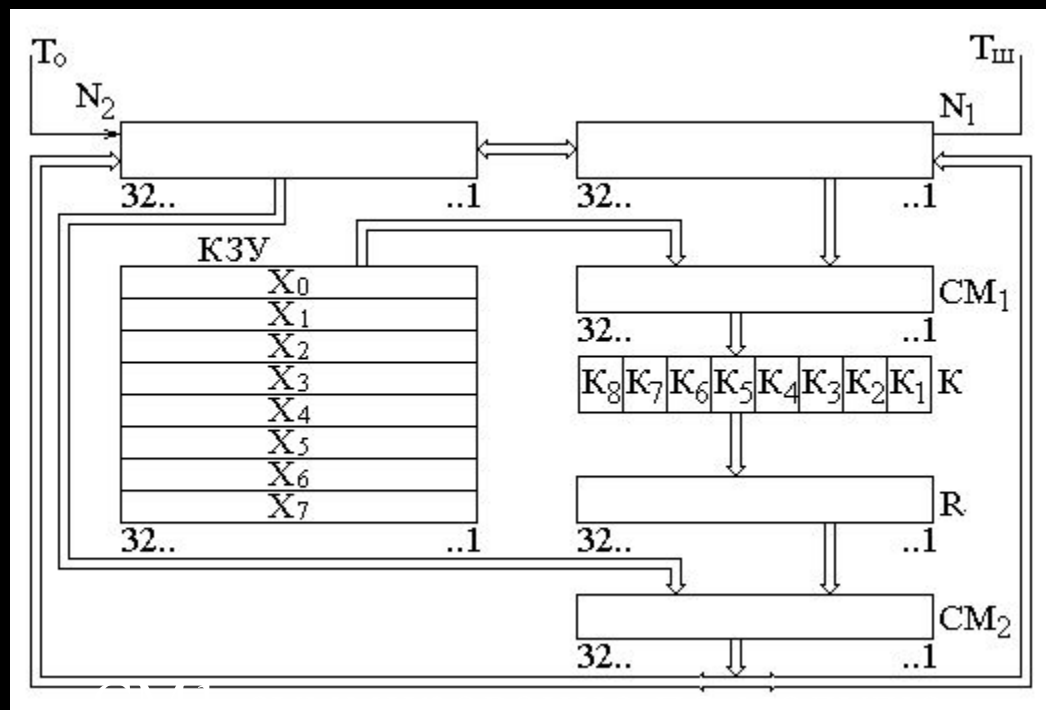 Tо Tш
N2 N1
32.. ..1 32.. ..1
КЗУ
X0
X1
X2
X3
X4
X5
X6
X7
32.. ..1
CM1
32.. ..1
K8 K7 K6 K5 K4 K3 K2 K1 K
R
32.. ..1
CM2
32.. ..1